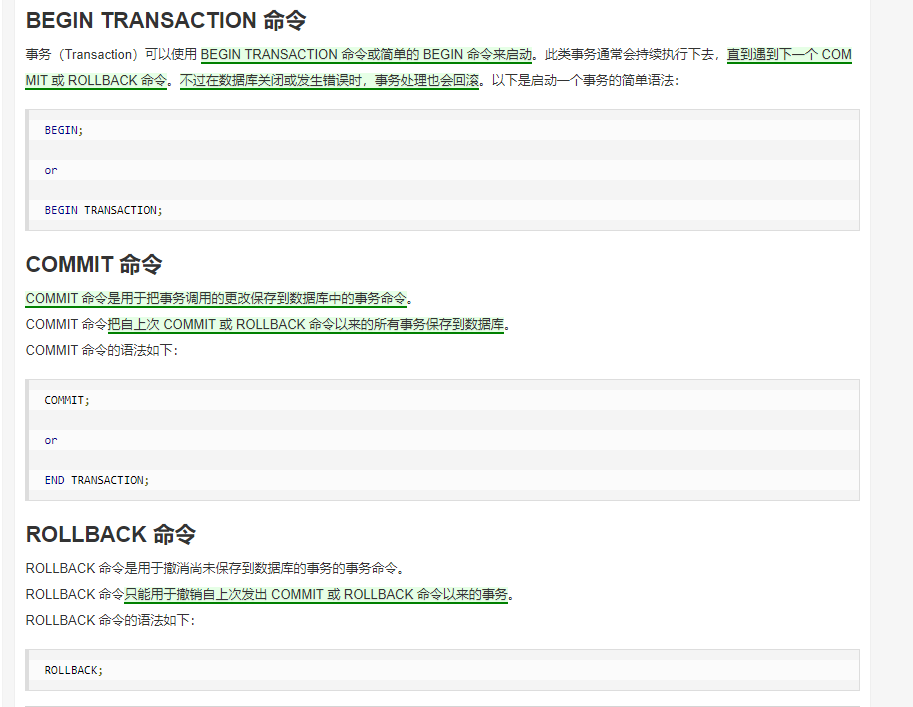 BEGIN TRANSACTION 命令
事务（Transaction）可以使用 BEGIN TRANSACTION 命令或简单的 BEGIN 命令来启动。此类事务通常会持续执行下去，直到遇到下一个 COM
MIT 或 ROLLBACK 命令。不过在数据库关闭或发生错误时，事务处理也会回滚。以下是启动一个事务的简单语法：
BEGIN;
or
BEGIN TRANSACTION;
COMMIT 命令
COMMIT 命令是用于把事务调用的更改保存到数据库中的事务命令。
COMMIT 命令把自上次 COMMIT 或 ROLLBACK 命令以来的所有事务保存到数据库。
COMMIT 命令的语法如下：
COMMIT;
or
END TRANSACTION;
ROLLBACK 命令
ROLLBACK 命令是用于撤消尚未保存到数据库的事务的事务命令。
ROLLBACK 命令只能用于撤销自上次发出 COMMIT 或 ROLLBACK 命令以来的事务。
ROLLBACK 命令的语法如下：
ROLLBACK;